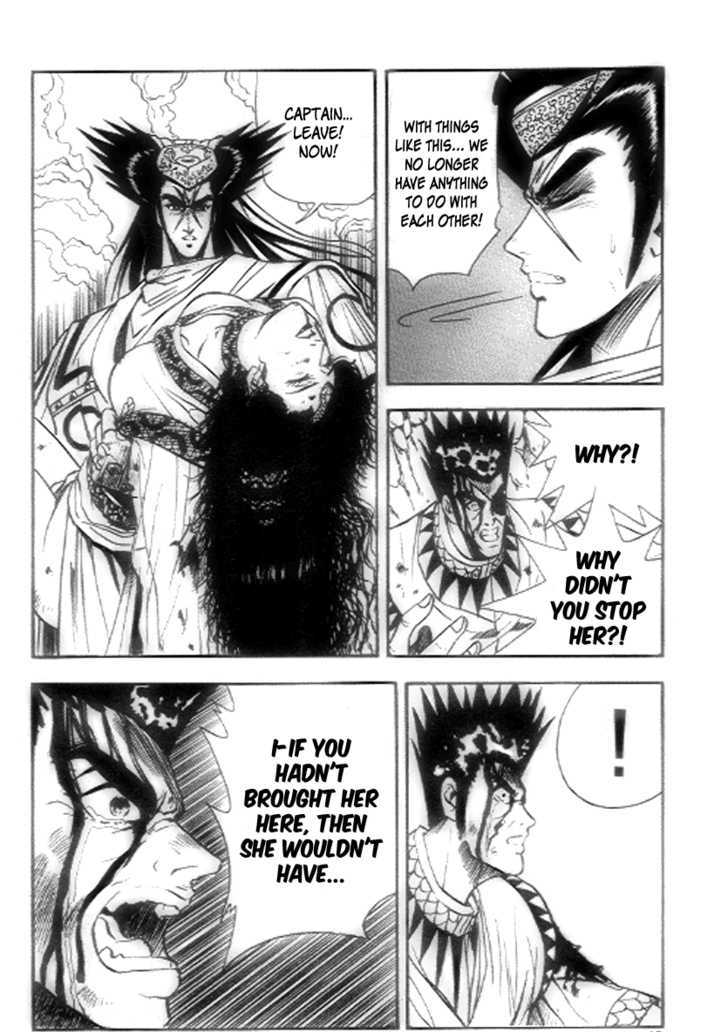 WITH THINGS
LIKE THIS... WE
NO LONGER
HAVE ANYTHING
TO DO WITH
EACH OTHER!
CAPTAIN...
LEAVE!
NOW!
WHY?!
WHY
DIDN'T
YOU STOP
HER?!
!
I-IF YOU
HADN'T
BROUGHT HER
HERE, THEN
SHE WOULDN'T
HAVE...